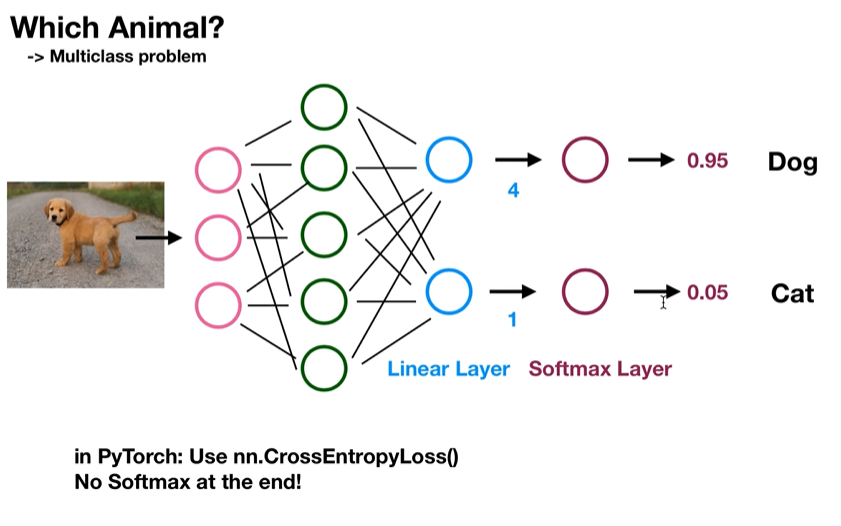 Which Animal?
-> Multiclass problem
4
0.95
Dog
1
0.05
Cat
Linear Layer
Softmax Layer
in PyTorch: Use nn.CrossEntropyLoss()
No Softmax at the end!